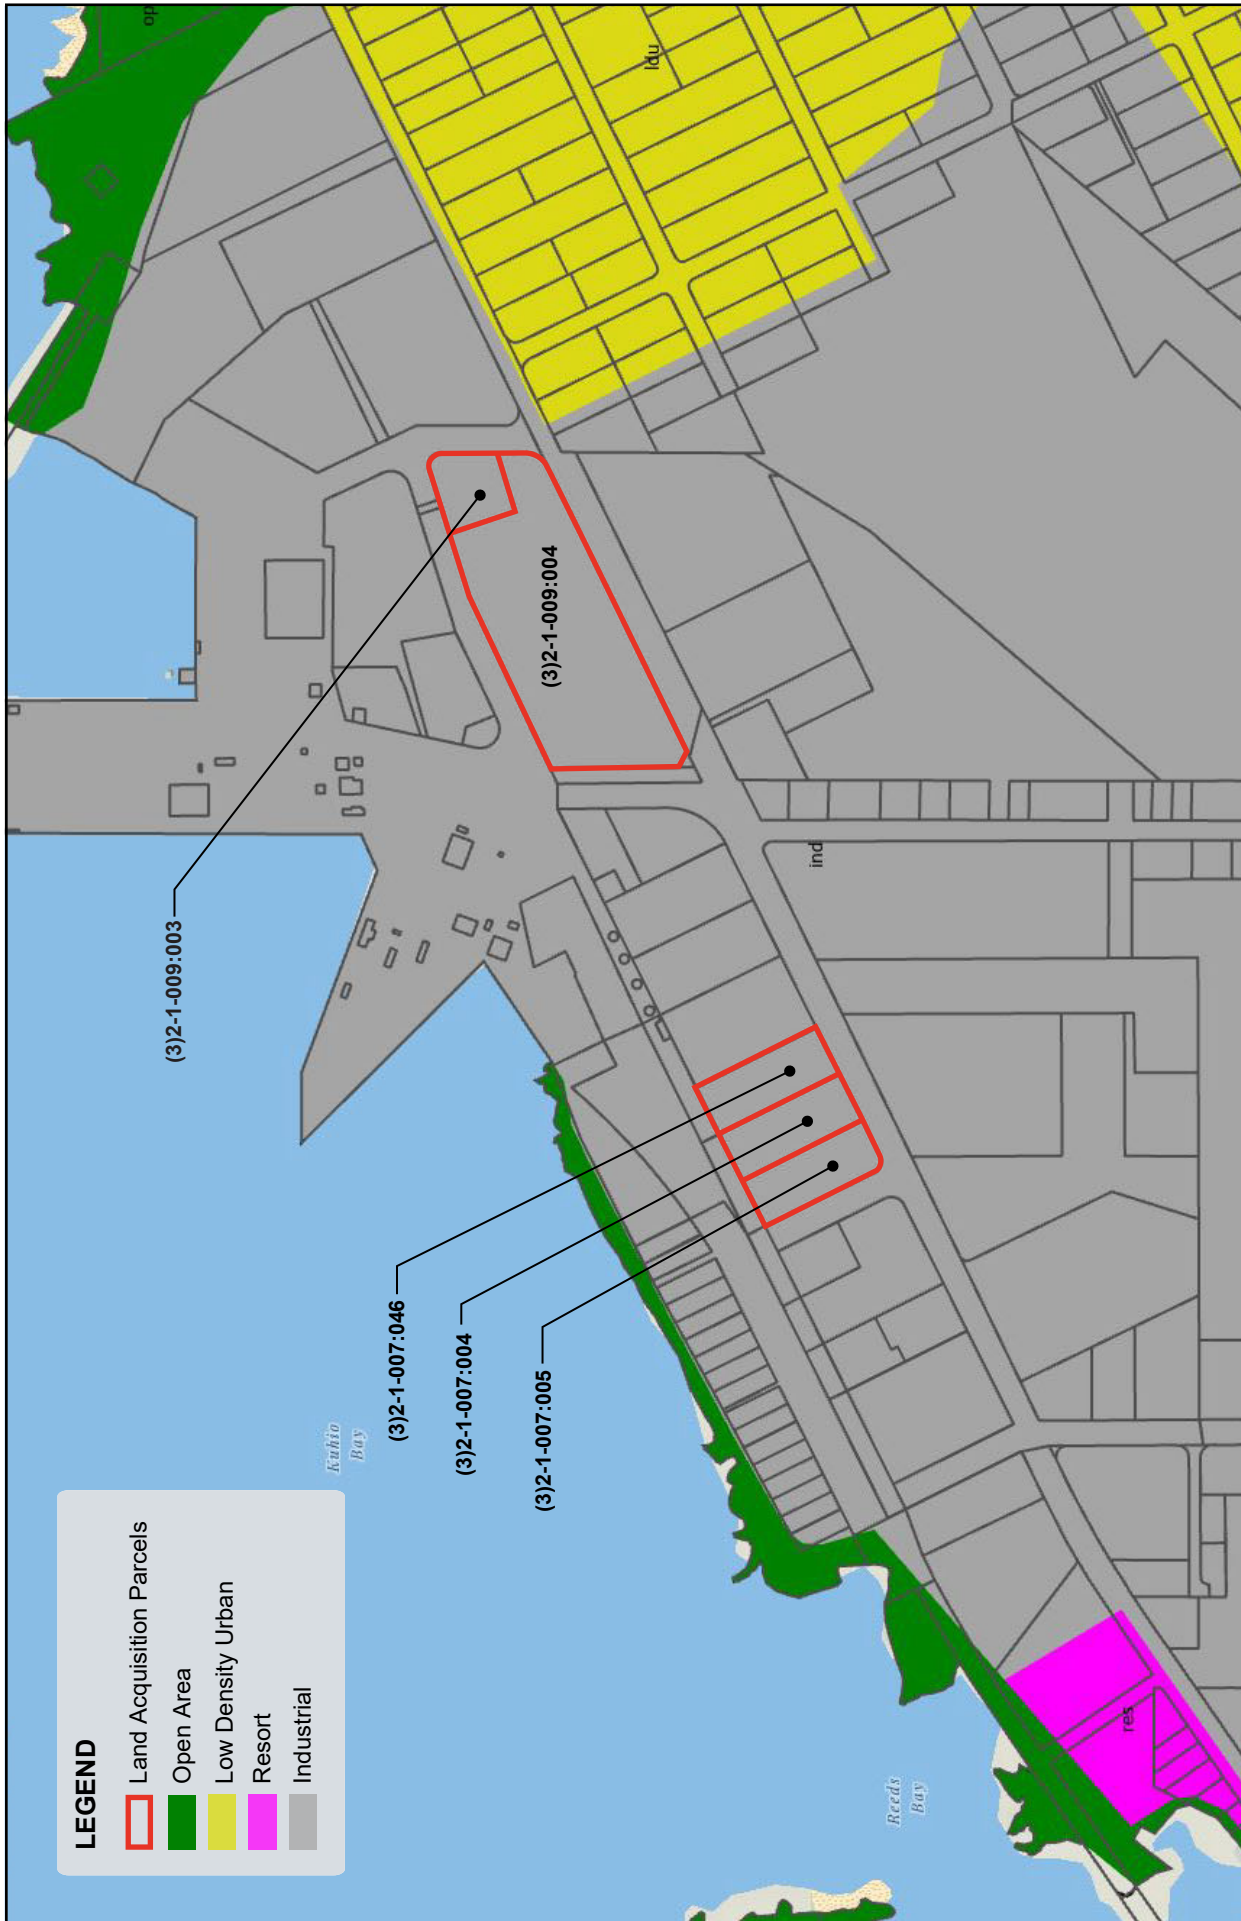 LEGEND
Land Acquisition Parcels
Open Area
Low Density Urban
Resort
Industrial
Kuhio
Bay
Reeds
Bay
(3)2-1-009:003
(3)2-1-009:004
(3)2-1-007:046
(3)2-1-007:004
(3)2-1-007:005
op
ldu
ind
res